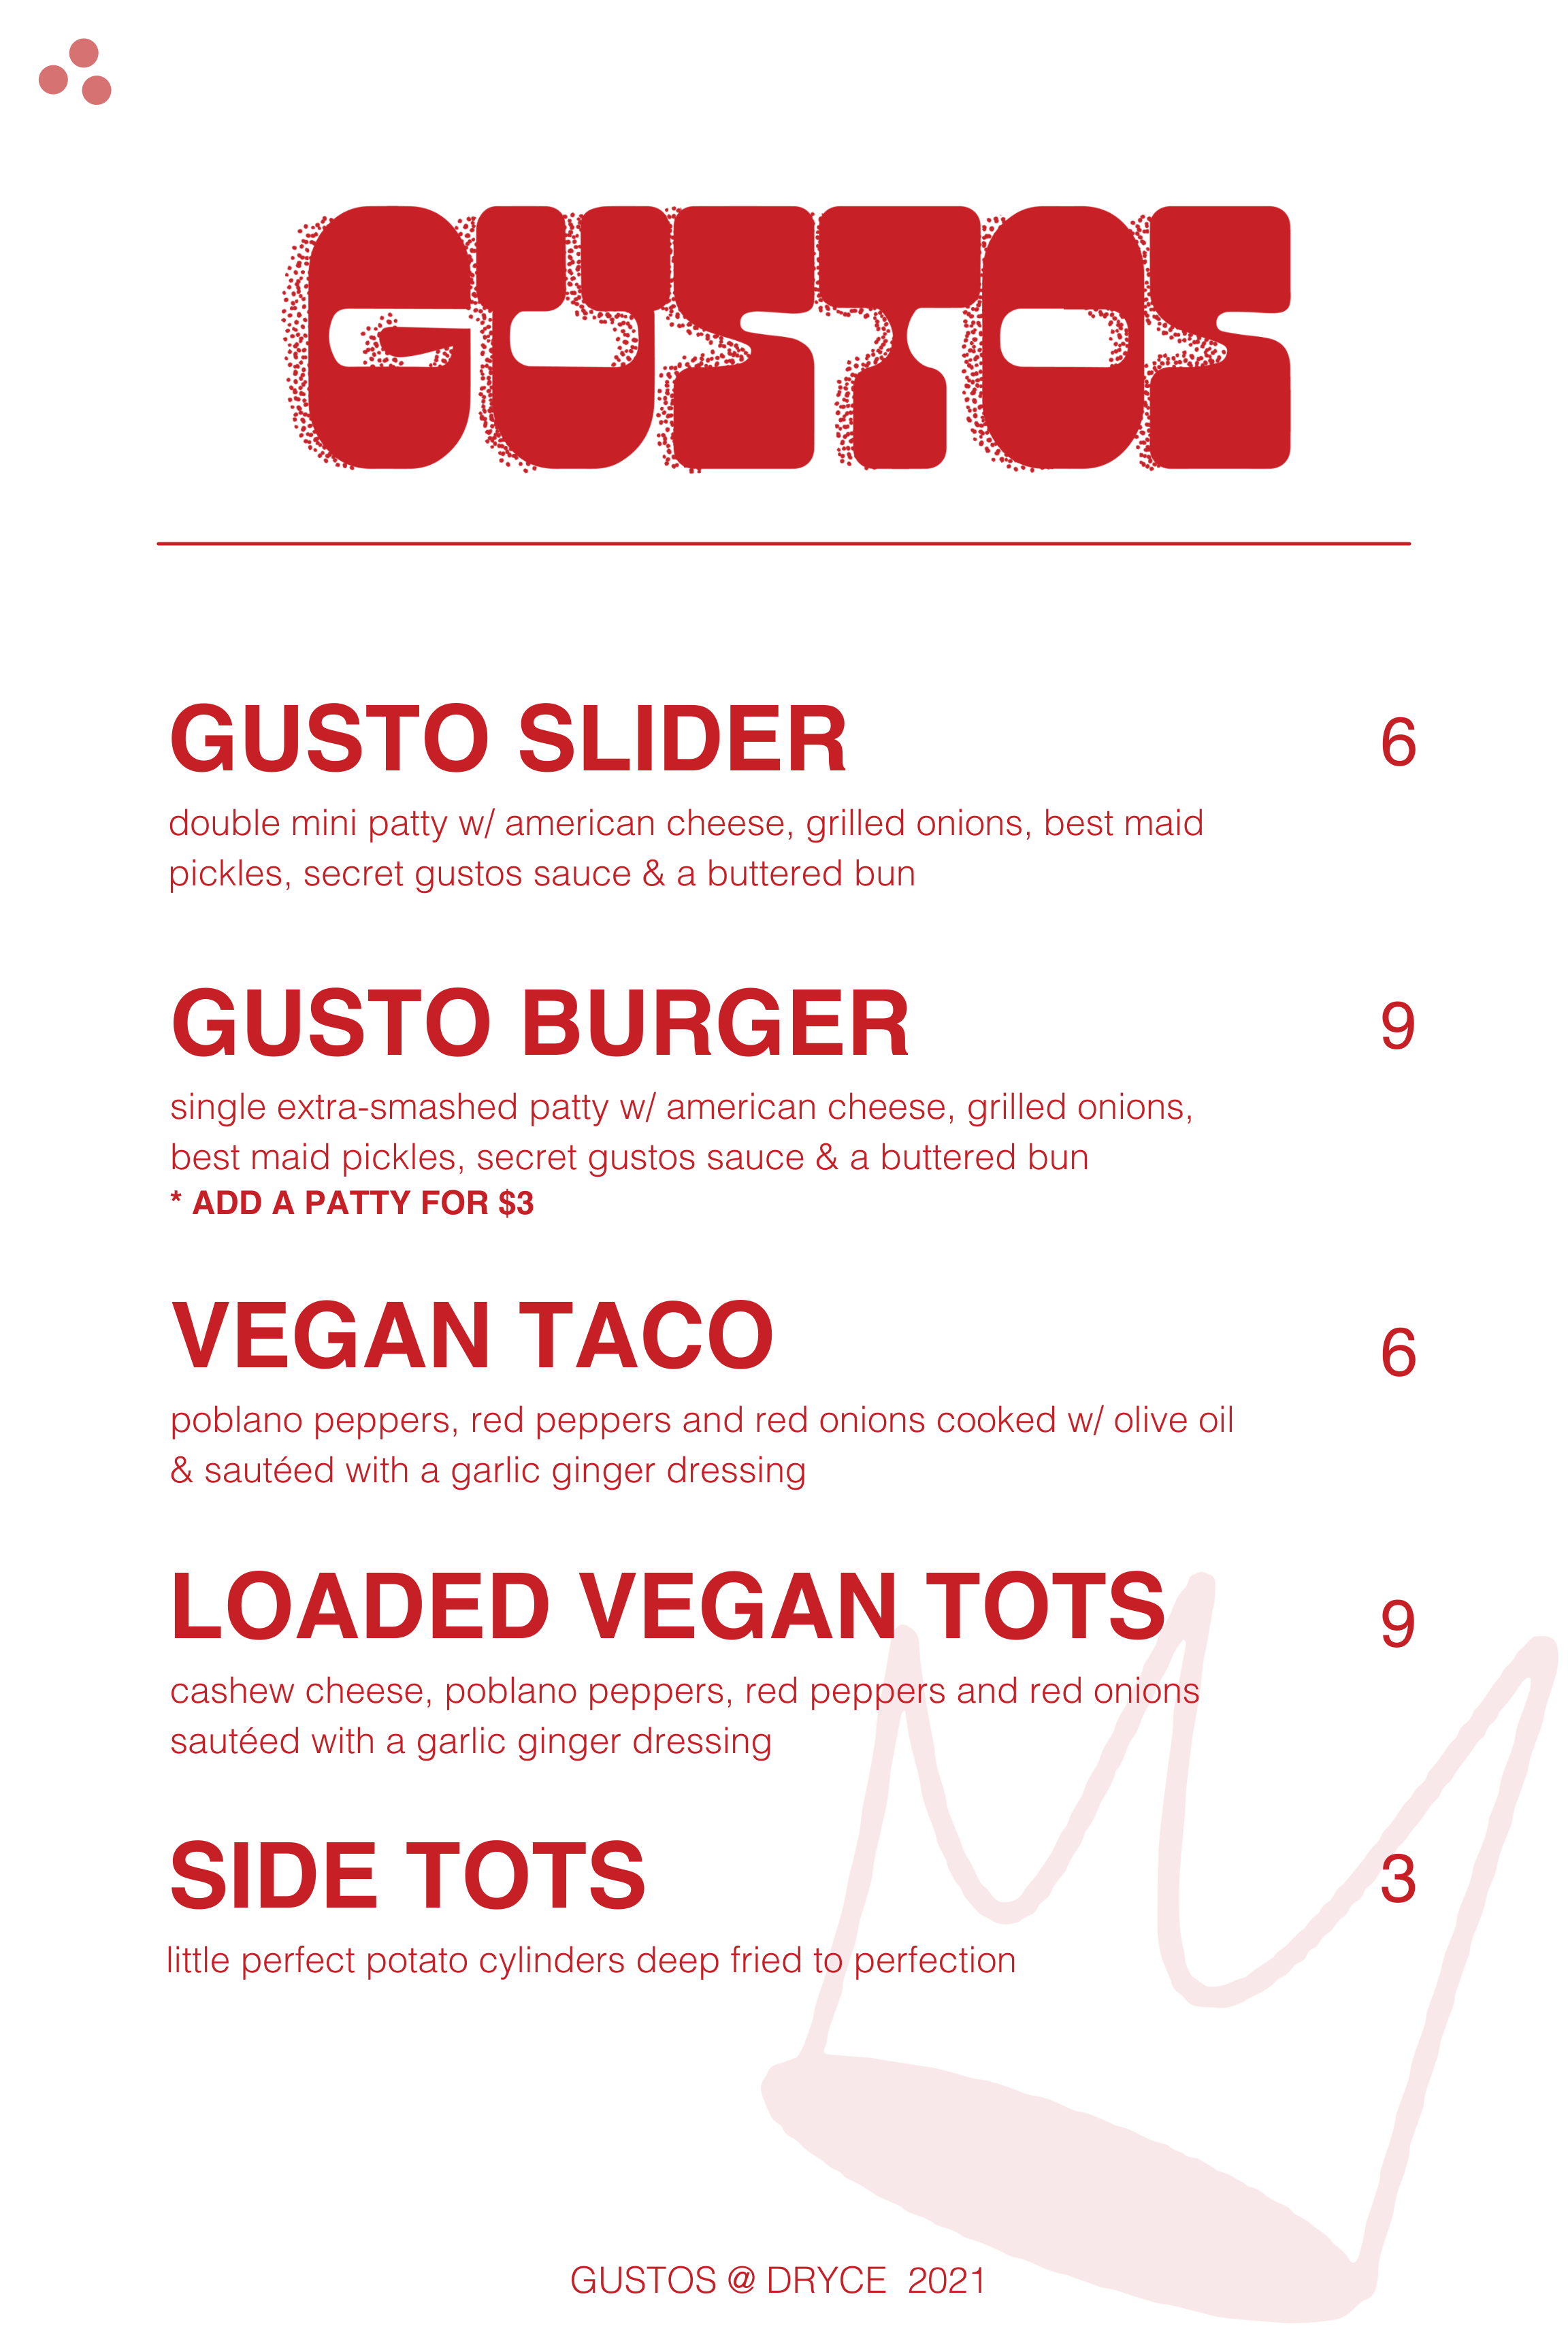 GUSTOS
GUSTO SLIDER 6
double mini patty w/ american cheese, grilled onions, best maid
pickles, secret gustos sauce & a buttered bun
GUSTO BURGER 9
single extra-smashed patty w/ american cheese, grilled onions,
best maid pickles, secret gustos sauce & a buttered bun
* ADD A PATTY FOR $3
VEGAN TACO 6
poblano peppers, red peppers and red onions cooked w/ olive oil
& sautéed with a garlic ginger dressing
LOADED VEGAN TOTS 9
cashew cheese, poblano peppers, red peppers and red onions
sautéed with a garlic ginger dressing
SIDE TOTS 3
little perfect potato cylinders deep fried to perfection
GUSTOS @ DRYCE 2021